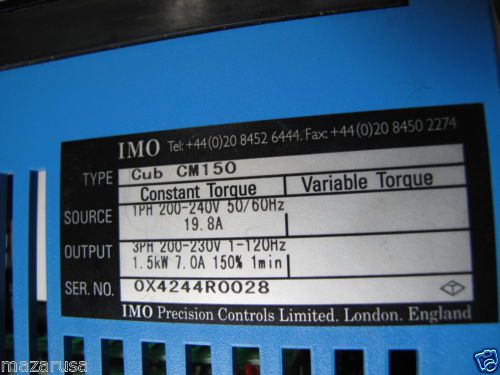 IMO Tel: +44(0)20 8452 6444. Fax: +44(0)20 8450 2274
TYPE Cub CM150
Constant Torque Variable Torque
SOURCE 1PH 200-240V 50/60Hz
19.8A
OUTPUT 3PH 200-230V 1-120Hz
1.5kW 7.0A 150% 1min
SER. NO. 0X4244R0028
T
IMO Precision Controls Limited. London. England
mazarusa